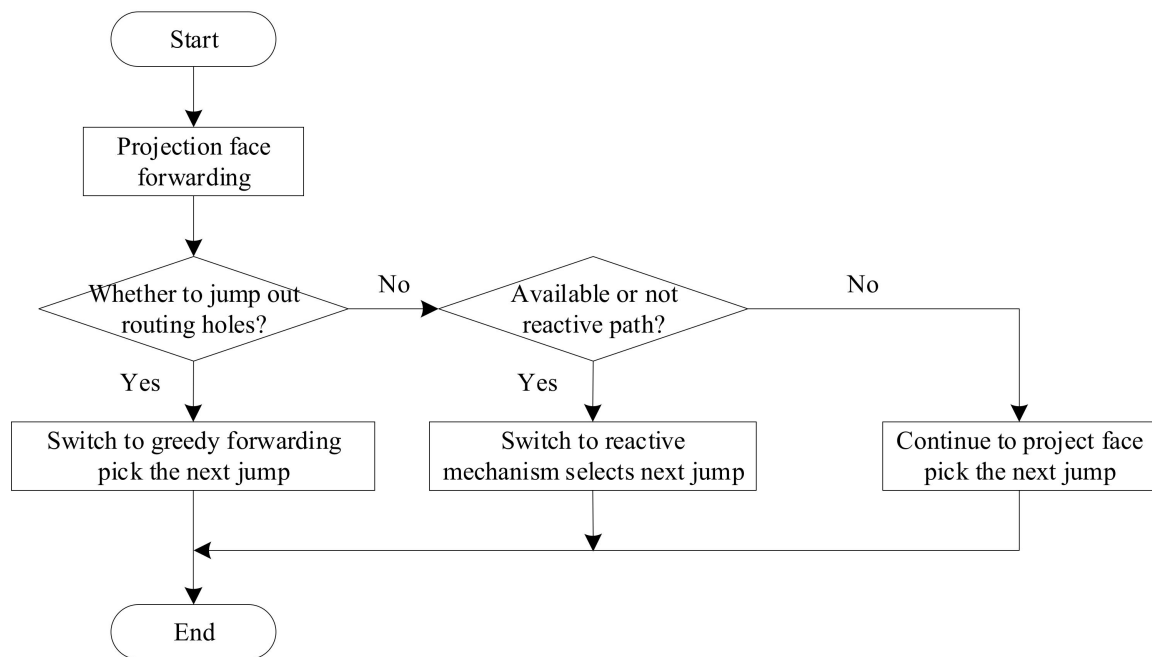 Start
Projection face
forwarding
Whether to jump out
routing holes?
No
Available or not
reactive path?
No
Yes
Yes
Switch to greedy forwarding
pick the next jump
Switch to reactive
mechanism selects next jump
Continue to project face
pick the next jump
End